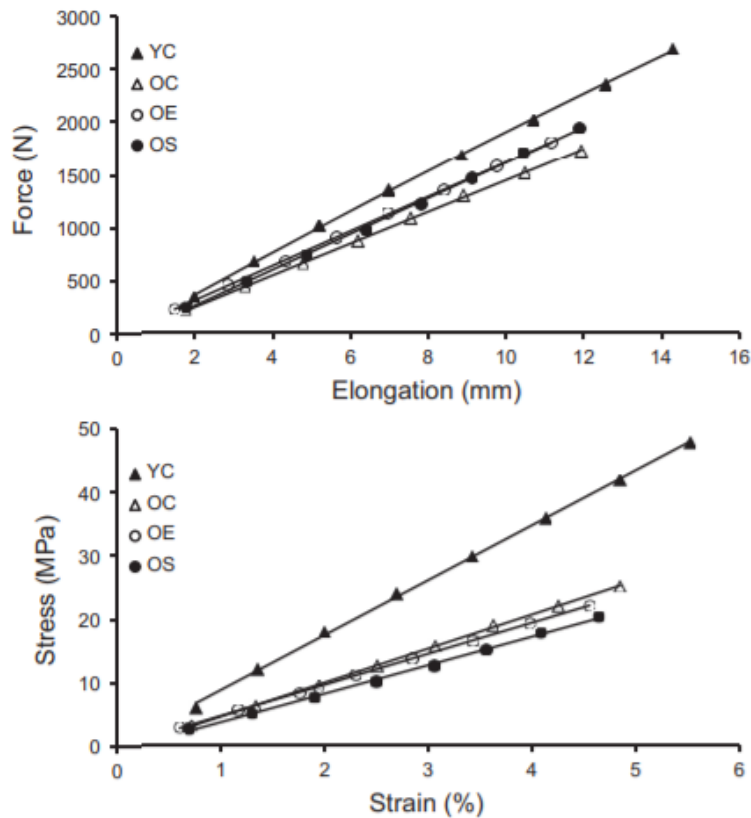 3000
2500
2000
1500
1000
500
0
Force (N)
YC
OC
OE
OS
0 2 4 6 8 10 12 14 16
Elongation (mm)
50
40
30
20
10
0
Stress (MPa)
YC
OC
OE
OS
0 1 2 3 4 5 6
Strain (%)